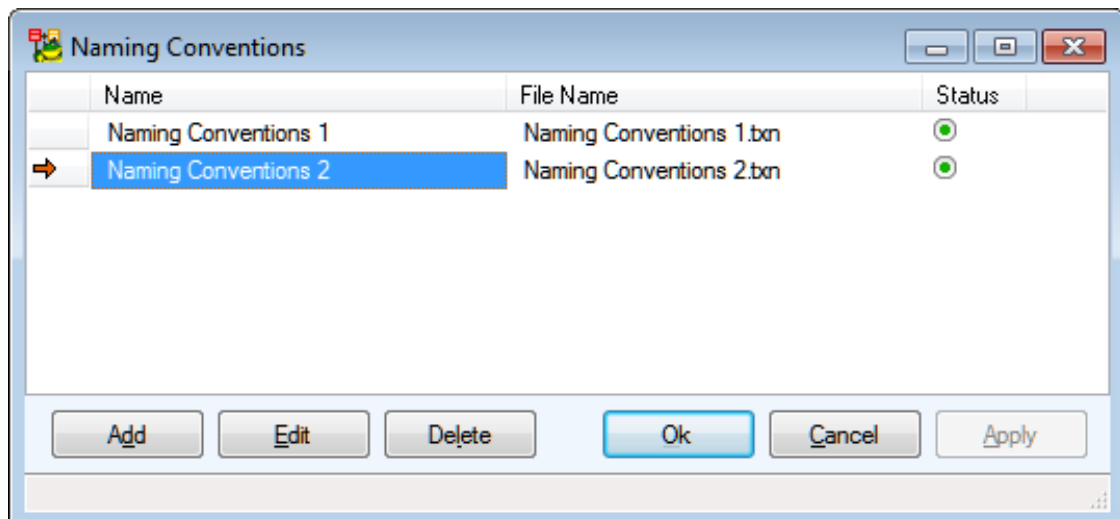 Naming Conventions
Name File Name Status
Naming Conventions 1 Naming Conventions 1.txn
Naming Conventions 2 Naming Conventions 2.txn
Add Edit Delete Ok Cancel Apply